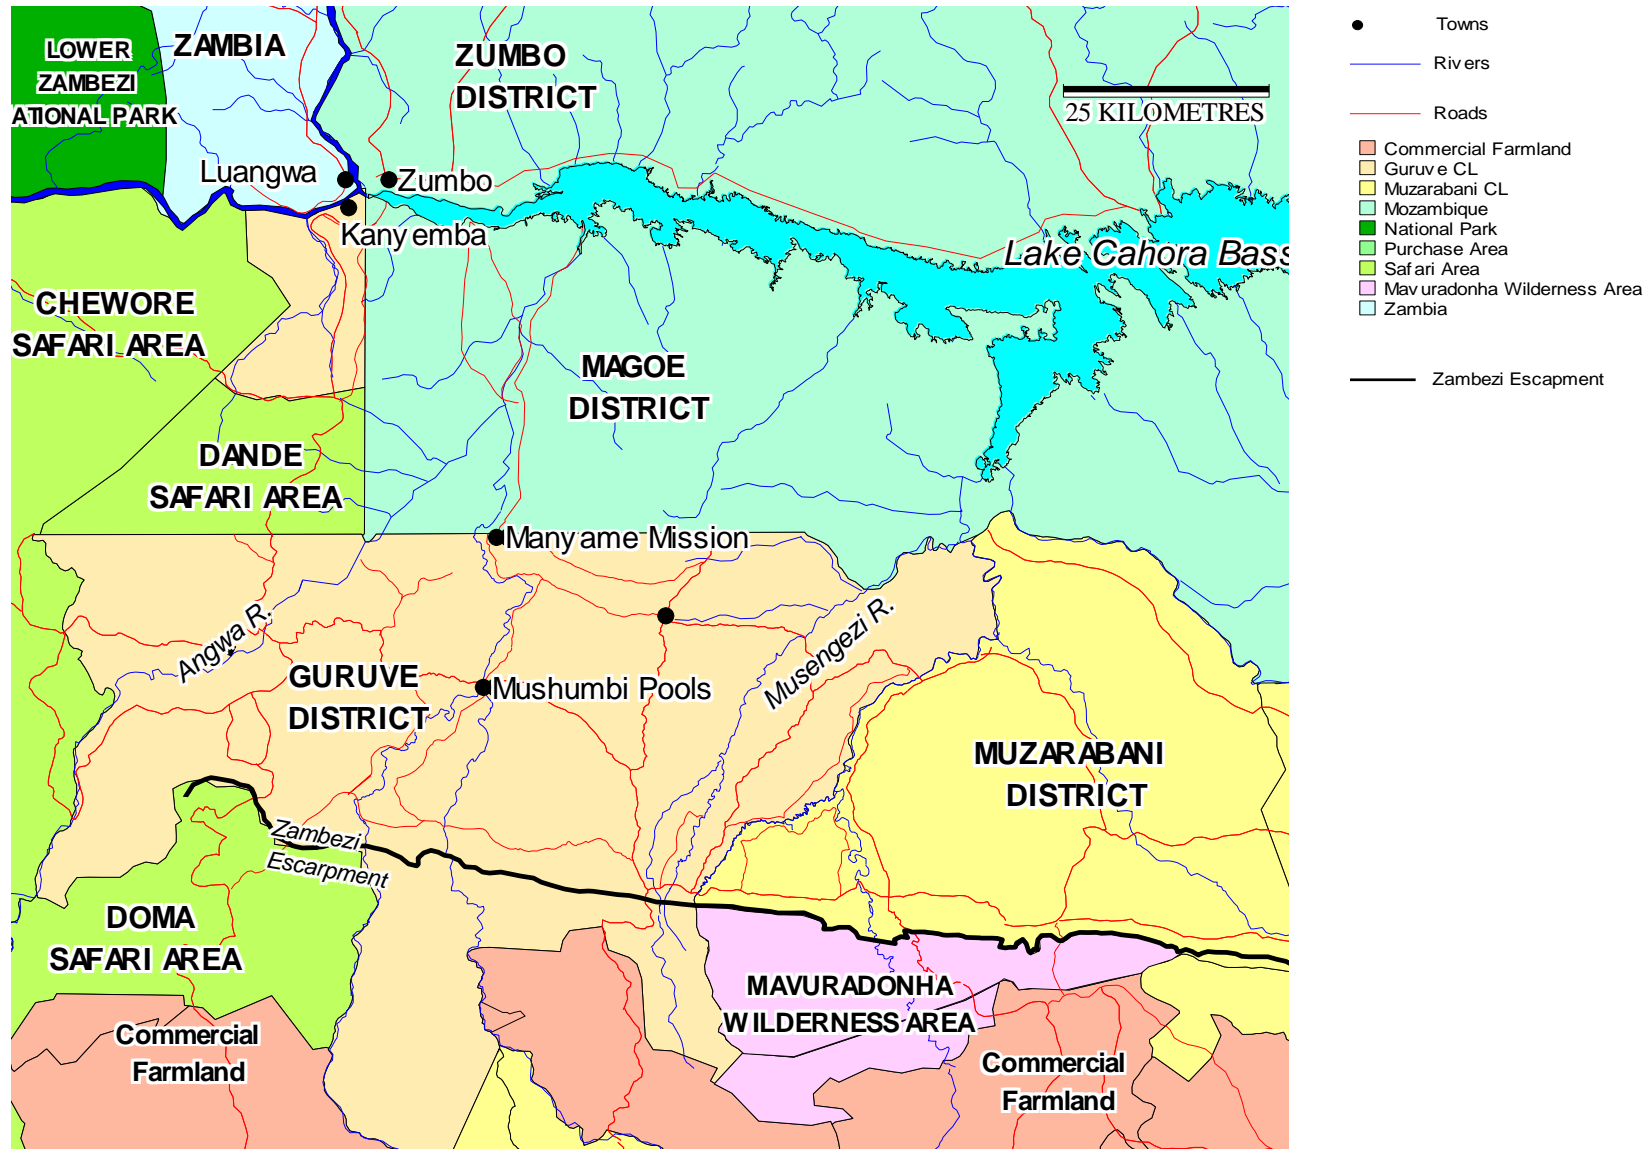 LOWER
ZAMBEZI
ATIONAL PARK
ZAMBIA
ZUMBO
DISTRICT
25 KILOMETRES
Luangwa
Zumbo
Kanyemba
Lake Cahora Bass
CHEWORE
SAFARI AREA
MAGOE
DISTRICT
DANDE
SAFARI AREA
Manyame Mission
Angwa R.
Musengezi R.
GURUVE
DISTRICT
Mushumbi Pools
MUZARABANI
DISTRICT
Zambezi
Escarpment
DOMA
SAFARI AREA
MAVURADONHA
WILDERNESS AREA
Commercial
Farmland
Commercial
Farmland
Towns
Rivers
Roads
Commercial Farmland
Guruve CL
Muzarabani CL
Mozambique
National Park
Purchase Area
Safari Area
Mavuradonha Wilderness Area
Zambia
Zambezi Escapment